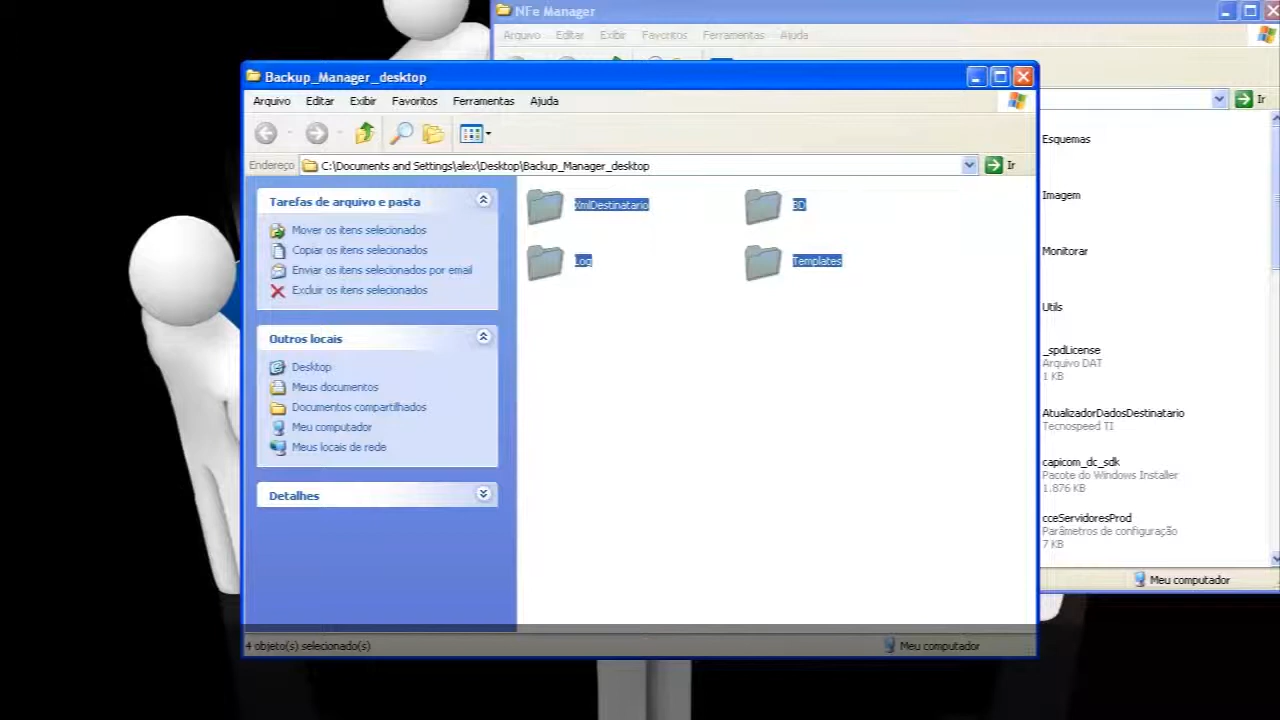 NFe Manager
Arquivo Editar Exibir Favoritos Ferramentas Ajuda
Backup_Manager_desktop
Arquivo Editar Exibir Favoritos Ferramentas Ajuda
Endereço C:\Documents and Settings\alex\Desktop\Backup_Manager_desktop Ir
Ir
Tarefas de arquivo e pasta
Mover os itens selecionados
Copiar os itens selecionados
Enviar os itens selecionados por email
Excluir os itens selecionados
Outros locais
Desktop
Meus documentos
Documentos compartilhados
Meu computador
Meus locais de rede
Detalhes
XmlDestinatario
BD
Log
Templates
4 objeto(s) selecionado(s)
Meu computador
Esquemas
Imagem
Monitorar
Utils
_spdLicense
Arquivo DAT
1 KB
AtualizadorDadosDestinatario
Tecnospeed TI
capicom_dc_sdk
Pacote do Windows Installer
1.876 KB
cceServidoresProd
Parâmetros de configuração
7 KB
Meu computador